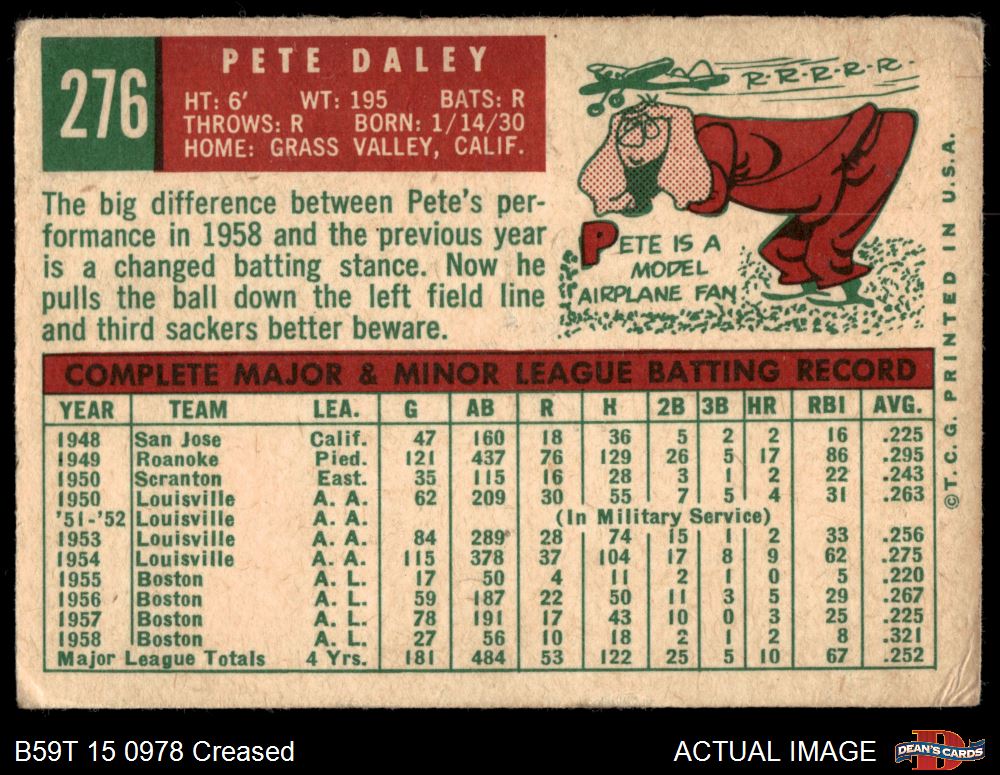 276
PETE DALEY
HT: 6' WT: 195 BATS: R
THROWS: R BORN: 1/14/30
HOME: GRASS VALLEY, CALIF.
The big difference between Pete's per-
formance in 1958 and the previous year
is a changed batting stance. Now he
pulls the ball down the left field line
and third sackers better beware.
R-R-R-R-R-
PETE IS A
MODEL
AIRPLANE FAN
COMPLETE MAJOR & MINOR LEAGUE BATTING RECORD
YEAR TEAM LEA. G AB R H 2B 3B HR RBI AVG.
1948 San Jose Calif. 47 160 18 36 5 2 2 16 .225
1949 Roanoke Pied. 121 437 76 129 26 5 17 86 .295
1950 Scranton East. 35 115 16 28 3 1 2 22 .243
1950 Louisville A. A. 62 209 30 55 7 5 4 31 .263
'51-'52 Louisville A. A. (In Military Service)
1953 Louisville A. A. 84 289 28 74 15 1 2 33 .256
1954 Louisville A. A. 115 378 37 104 17 8 9 62 .275
1955 Boston A. L. 17 50 4 11 2 1 0 5 .220
1956 Boston A. L. 59 187 22 50 11 3 5 29 .267
1957 Boston A. L. 78 191 17 43 10 0 3 25 .225
1958 Boston A. L. 27 56 10 18 2 1 2 8 .321
Major League Totals 4 Yrs. 181 484 53 122 25 5 10 67 .252
©T.C.G. PRINTED IN U.S.A.
B59T 15 0978 Creased
ACTUAL IMAGE
DEAN'S CARDS